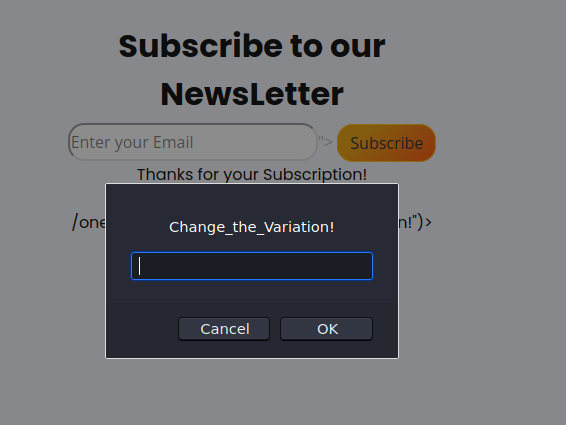 Subscribe to our
NewsLetter
Enter your Email
">
Subscribe
Thanks for your Subscription!
/one n!")>
Change_the_Variation!
Cancel
OK